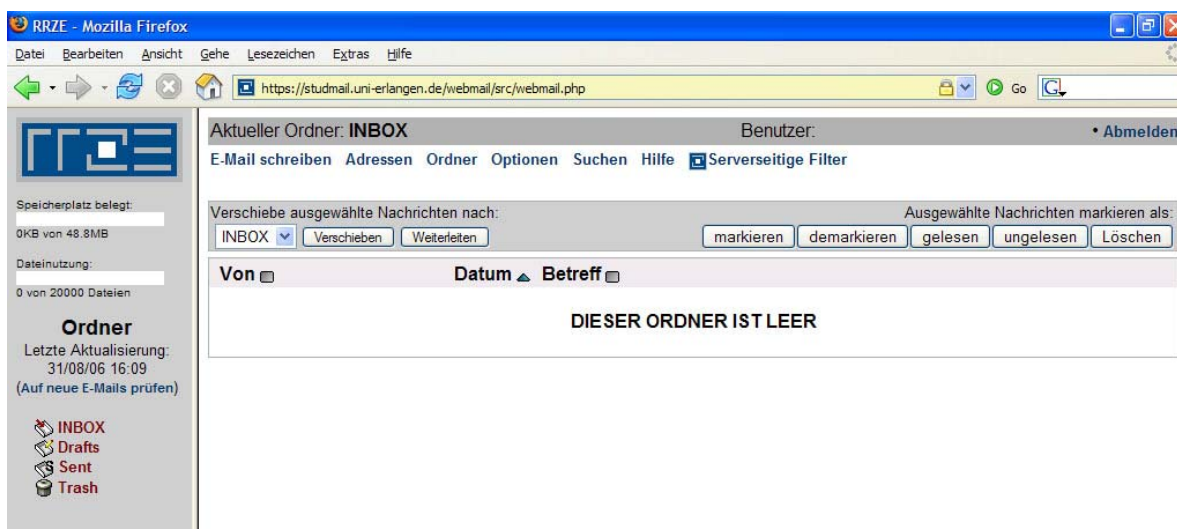 RRZE - Mozilla Firefox
Datei Bearbeiten Ansicht Gehe Lesezeichen Extras Hilfe
https://studmail.uni-erlangen.de/webmail/src/webmail.php Go G
rrze
Speicherplatz belegt:
0KB von 48.8MB
Dateinutzung:
0 von 20000 Dateien
Ordner
Letzte Aktualisierung:
31/08/06 16:09
(Auf neue E-Mails prüfen)
INBOX
Drafts
Sent
Trash
Aktueller Ordner: INBOX Benutzer: • Abmelden
E-Mail schreiben Adressen Ordner Optionen Suchen Hilfe Serverseitige Filter
Verschiebe ausgewählte Nachrichten nach: Ausgewählte Nachrichten markieren als:
INBOX Verschieben Weiterleiten markieren demarkieren gelesen ungelesen Löschen
Von Datum Betreff
DIESER ORDNER IST LEER